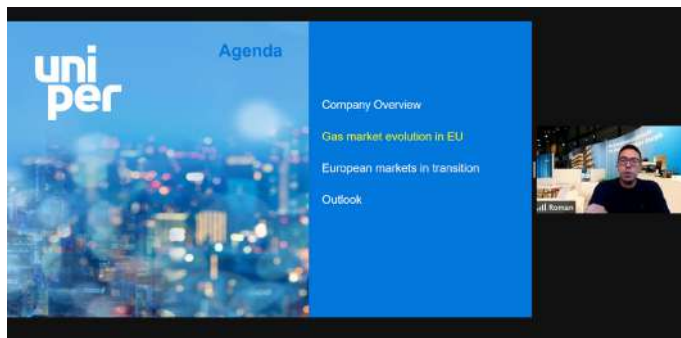 uni
per
Agenda
Company Overview
Gas market evolution in EU
European markets in transition
Outlook
Roman